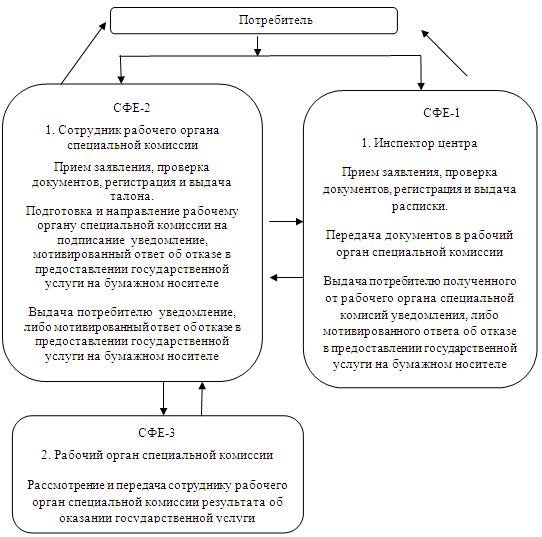 Потребитель
СФЕ-2
1. Сотрудник рабочего органа
специальной комиссии
Прием заявления, проверка
документов, регистрация и выдача
талона.
Подготовка и направление рабочему
органу специальной комиссии на
подписание уведомление,
мотивированный ответ об отказе в
предоставлении государственной
услуги на бумажном носителе
Выдача потребителю уведомление,
либо мотивированный ответ об отказе в
предоставлении государственной
услуги на бумажном носителе
СФЕ-1
1. Инспектор центра
Прием заявления, проверка
документов, регистрация и выдача
расписки.
Передача документов в рабочий
орган специальной комиссии
Выдача потребителю полученного
от рабочего органа специальной
комисий уведомления, либо
мотивированного ответа об отказе
в предоставлении государственной
услуги на бумажном носителе
СФЕ-3
2. Рабочий орган специальной комиссии
Рассмотрение и передача сотруднику рабочего
орган специальной комиссии результата об
оказании государственной услуги